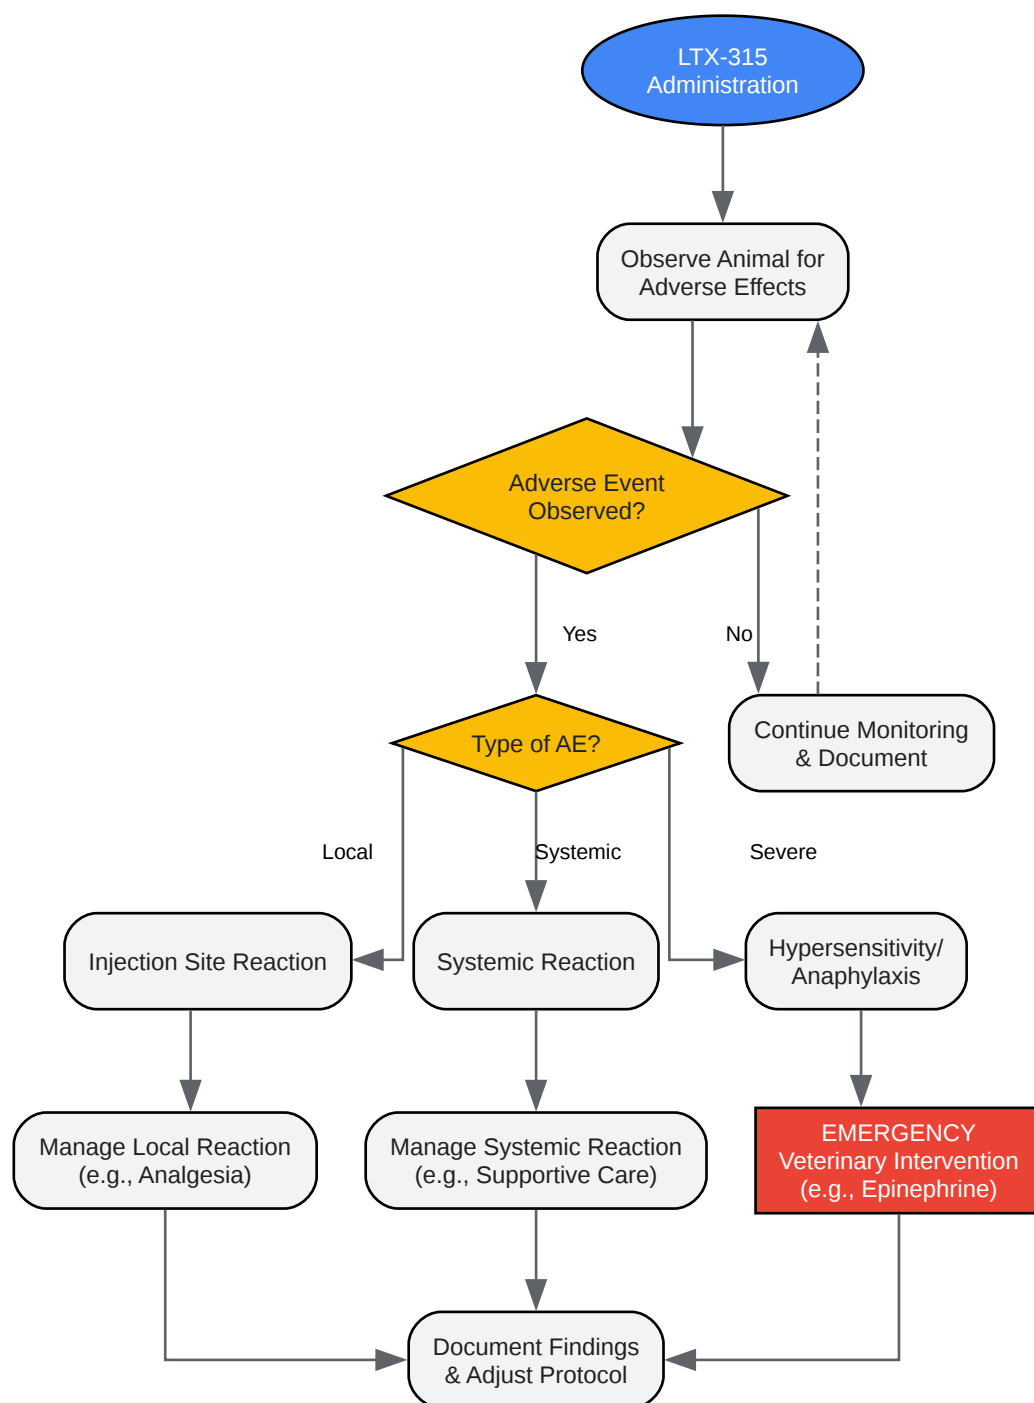 LTX-315
Administration
Observe Animal for
Adverse Effects
Adverse Event
Observed?
Yes
No
Type of AE?
Continue Monitoring
& Document
Local
Systemic
Severe
Injection Site Reaction
Systemic Reaction
Hypersensitivity/
Anaphylaxis
Manage Local Reaction
(e.g., Analgesia)
Manage Systemic Reaction
(e.g., Supportive Care)
EMERGENCY
Veterinary Intervention
(e.g., Epinephrine)
Document Findings
& Adjust Protocol